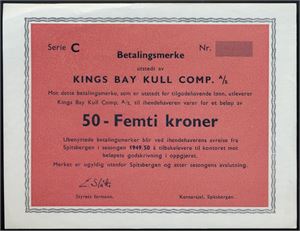 Serie C Nr.
Betalingsmerke
utstedt av
KINGS BAY KULL COMP. A/S
Mot dette betalingsmerke, som er utstedt for tilgodehavende lønn, utleverer
Kings Bay Kull Comp. A/S, til ihendehaveren varer for et beløp av
50 - Femti kroner
Ubenyttede betalingsmerker blir ved ihendehaverens avreise fra
Spitsbergen i sesongen 1949/50 å tilbakelevere til kontoret mot
beløpets godskrivning i oppgjøret.
Merket er ugyldig utenfor Spitsbergen og etter sesongens avslutning.
Styrets formann. Kontorsjef, Spitsbergen.